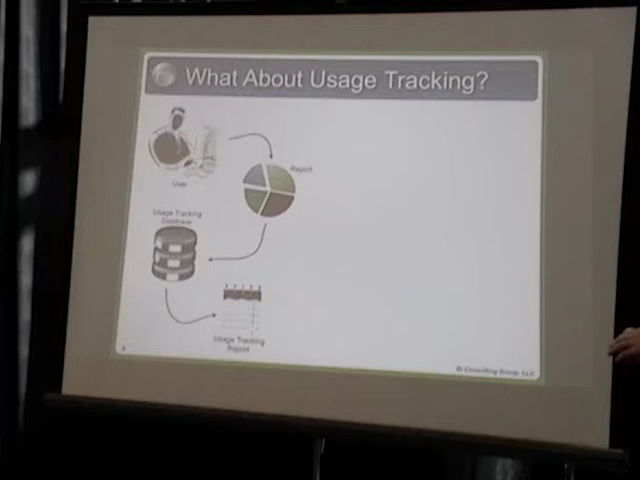 What About Usage Tracking?
User
Report
Usage Tracking
Database
Usage Tracking
Report
BI Consulting Group, LLC